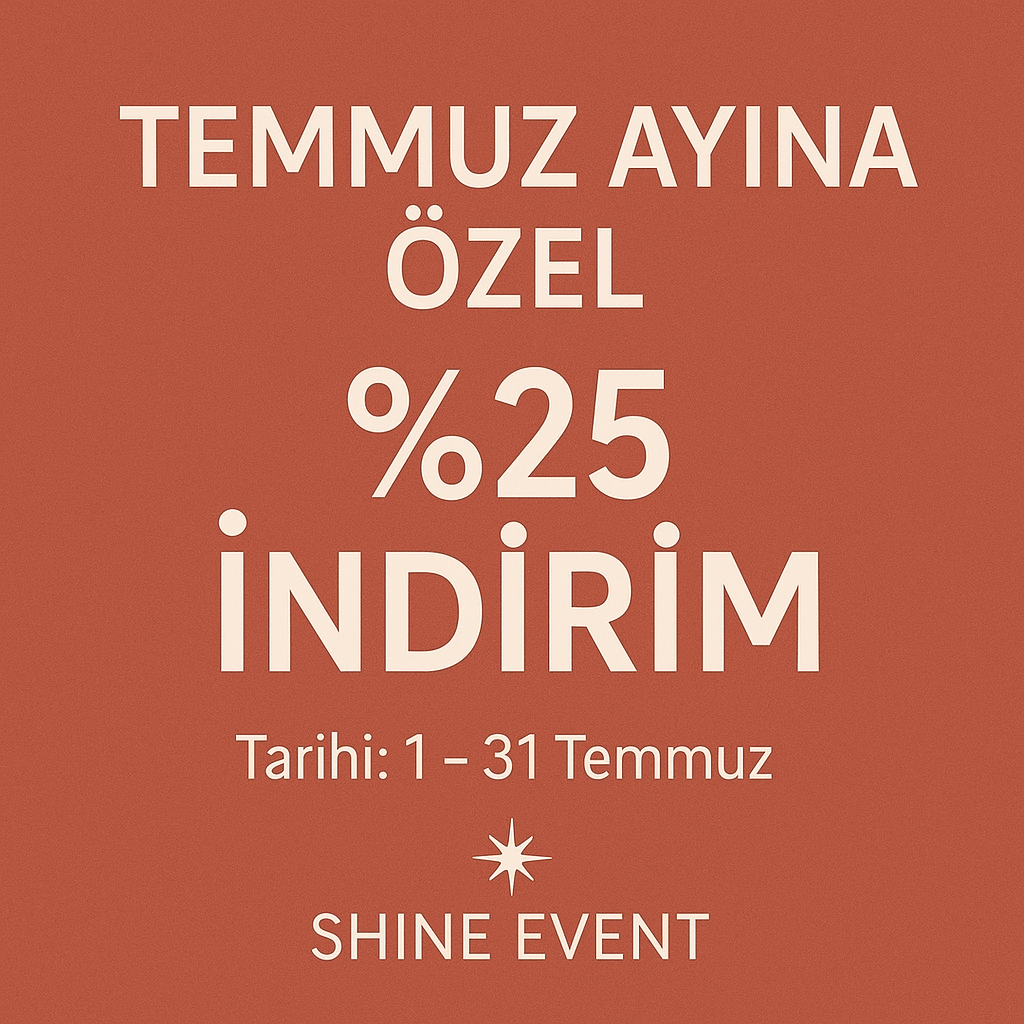 TEMMUZ AYINA
ÖZEL
%25
İNDİRİM
Tarihi: 1 – 31 Temmuz
SHINE EVENT